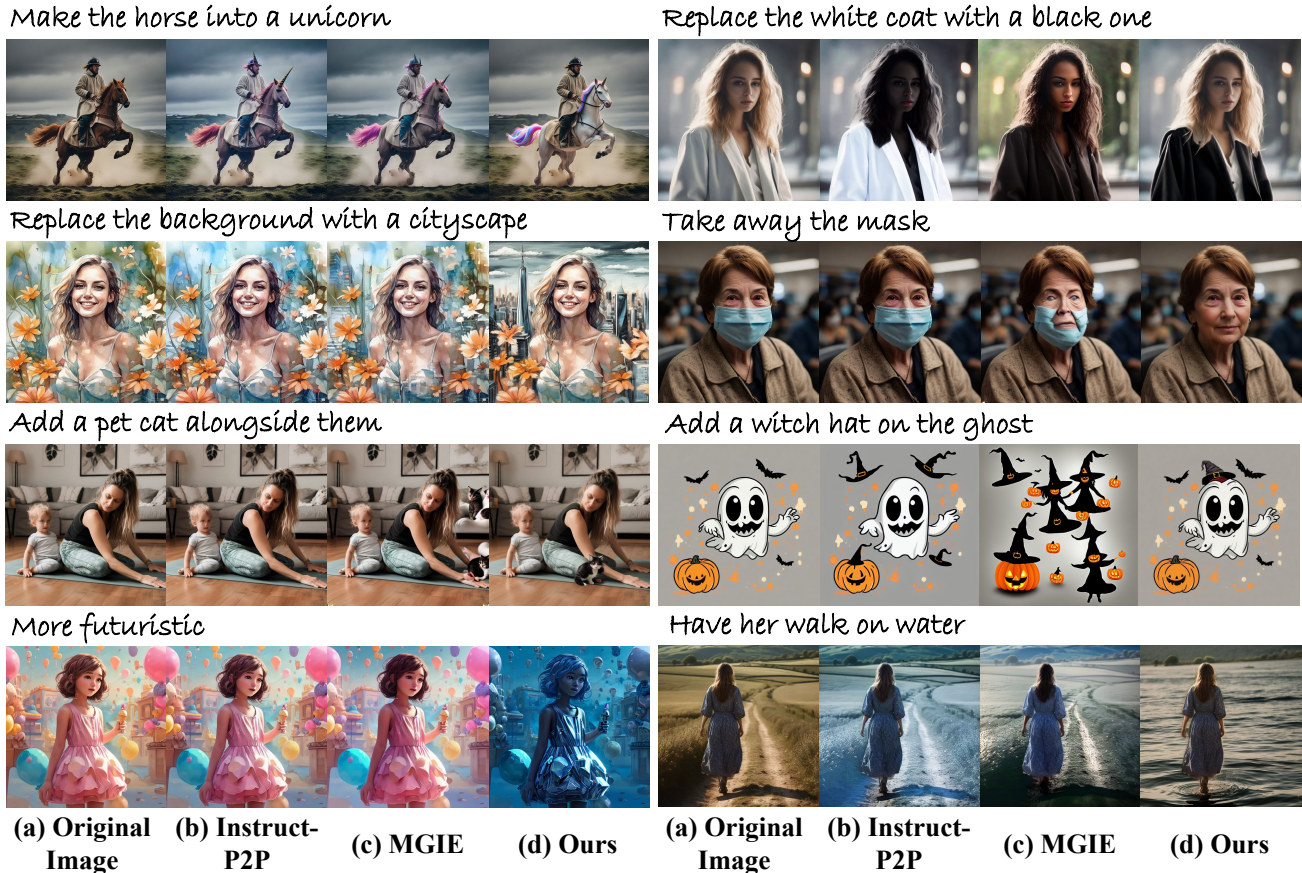 Make the horse into a unicorn
Replace the white coat with a black one
Replace the background with a cityscape
Take away the mask
Add a pet cat alongside them
Add a witch hat on the ghost
More futuristic
Have her walk on water
(a) Original
Image
(b) Instruct-
P2P
(c) MGIE
(d) Ours
(a) Original
Image
(b) Instruct-
P2P
(c) MGIE
(d) Ours